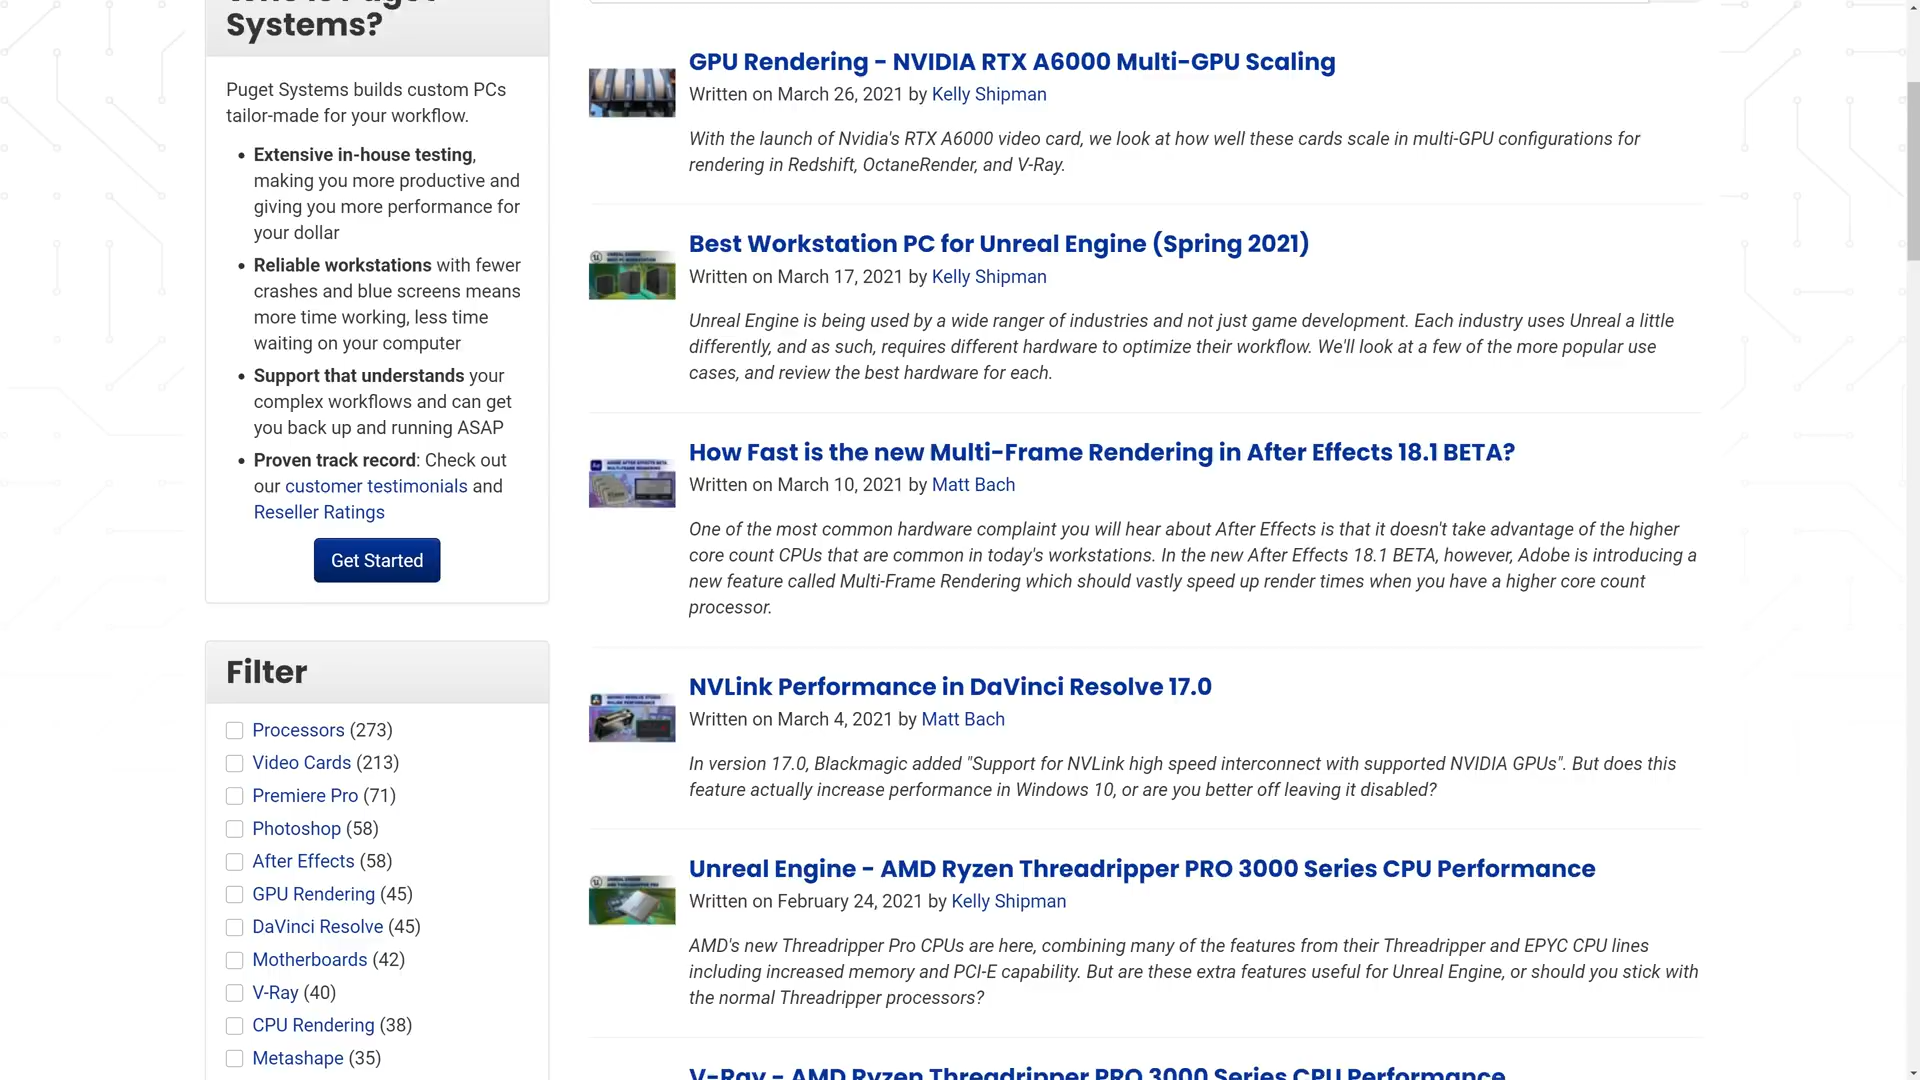 Systems?
Puget Systems builds custom PCs
tailor-made for your workflow.
Extensive in-house testing,
making you more productive and
giving you more performance for
your dollar
Reliable workstations with fewer
crashes and blue screens means
more time working, less time
waiting on your computer
Support that understands your
complex workflows and can get
you back up and running ASAP
Proven track record: Check out
our customer testimonials and
Reseller Ratings
Get Started
Filter
Processors (273)
Video Cards (213)
Premiere Pro (71)
Photoshop (58)
After Effects (58)
GPU Rendering (45)
DaVinci Resolve (45)
Motherboards (42)
V-Ray (40)
CPU Rendering (38)
Metashape (35)
GPU Rendering - NVIDIA RTX A6000 Multi-GPU Scaling
Written on March 26, 2021 by Kelly Shipman
With the launch of Nvidia's RTX A6000 video card, we look at how well these cards scale in multi-GPU configurations for
rendering in Redshift, OctaneRender, and V-Ray.
Best Workstation PC for Unreal Engine (Spring 2021)
Written on March 17, 2021 by Kelly Shipman
Unreal Engine is being used by a wide ranger of industries and not just game development. Each industry uses Unreal a little
differently, and as such, requires different hardware to optimize their workflow. We'll look at a few of the more popular use
cases, and review the best hardware for each.
How Fast is the new Multi-Frame Rendering in After Effects 18.1 BETA?
Written on March 10, 2021 by Matt Bach
One of the most common hardware complaint you will hear about After Effects is that it doesn't take advantage of the higher
core count CPUs that are common in today's workstations. In the new After Effects 18.1 BETA, however, Adobe is introducing a
new feature called Multi-Frame Rendering which should vastly speed up render times when you have a higher core count
processor.
NVLink Performance in DaVinci Resolve 17.0
Written on March 4, 2021 by Matt Bach
In version 17.0, Blackmagic added "Support for NVLink high speed interconnect with supported NVIDIA GPUs". But does this
feature actually increase performance in Windows 10, or are you better off leaving it disabled?
Unreal Engine - AMD Ryzen Threadripper PRO 3000 Series CPU Performance
Written on February 24, 2021 by Kelly Shipman
AMD's new Threadripper Pro CPUs are here, combining many of the features from their Threadripper and EPYC CPU lines
including increased memory and PCI-E capability. But are these extra features useful for Unreal Engine, or should you stick with
the normal Threadripper processors?
V-Ray - AMD Ryzen Threadripper PRO 3000 Series CPU Performance